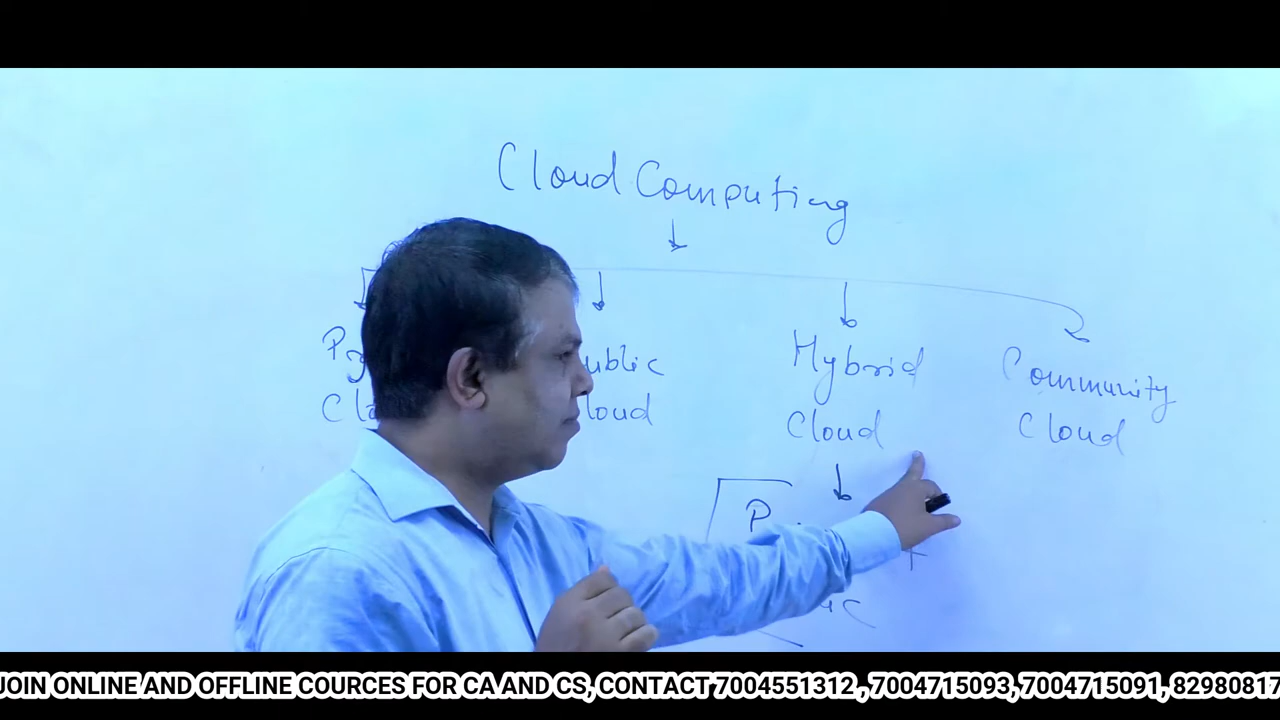 Cloud Computing
Hybrid
Community
Cloud
Cloud
P
+
JOIN ONLINE AND OFFLINE COURCES FOR CA AND CS, CONTACT 7004551312 , 7004715093, 7004715091, 82980817